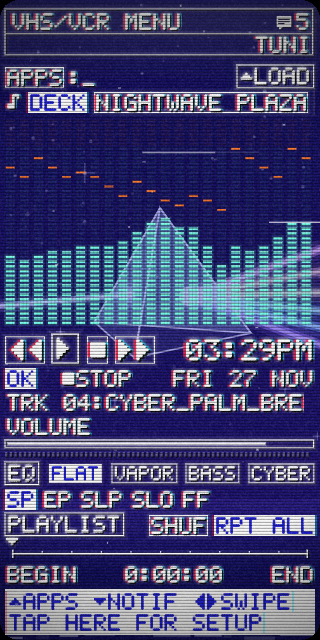 VHS/VCR MENU 5
TUNI
APPS:_ LOAD
DECK NIGHTWAVE PLAZA
03:29PM
OK STOP FRI 27 NOV
TRK 04:CYBER_PALM_BRE
VOLUME
EQ FLAT VAPOR BASS CYBER
SP EP SLP SLO FF
PLAYLIST SHUF RPT ALL
BEGIN 0:00:00 END
APPS NOTIF SWIPE
TAP HERE FOR SETUP